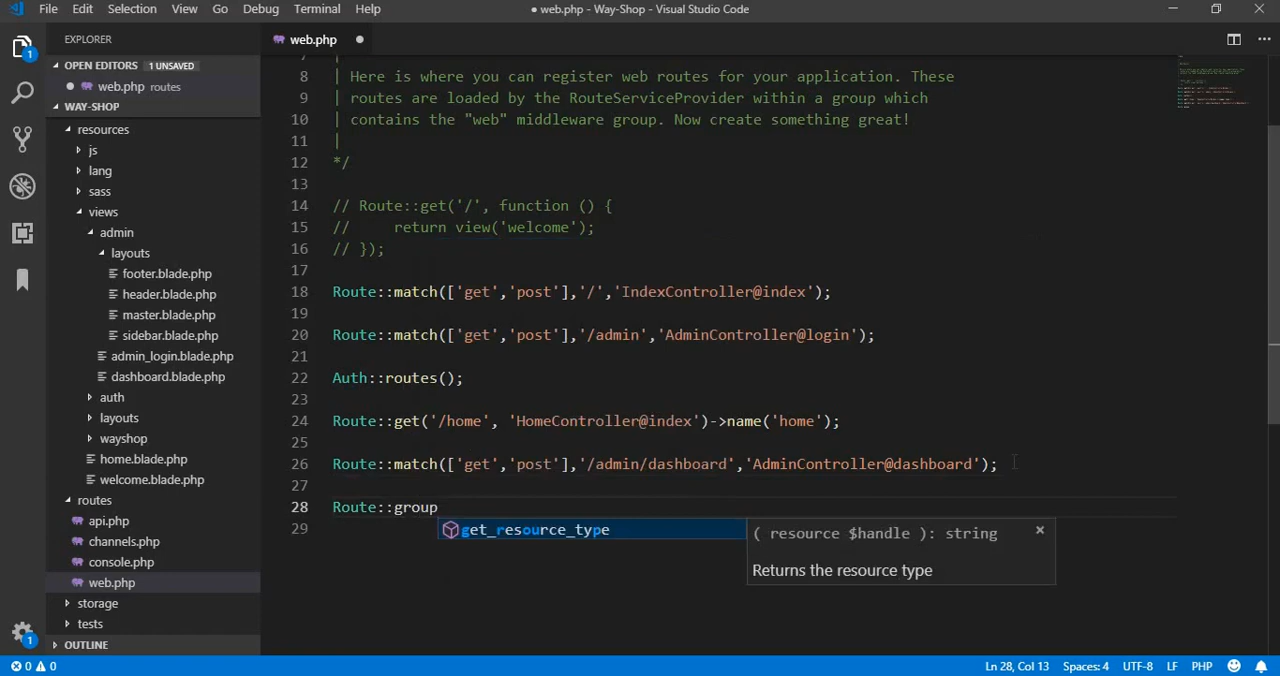 File Edit Selection View Go Debug Terminal Help
● web.php - Way-Shop - Visual Studio Code
EXPLORER
web.php ●
OPEN EDITORS 1 UNSAVED
● web.php routes
WAY-SHOP
resources
js
lang
sass
views
admin
layouts
footer.blade.php
header.blade.php
master.blade.php
sidebar.blade.php
admin_login.blade.php
dashboard.blade.php
auth
layouts
wayshop
home.blade.php
welcome.blade.php
routes
api.php
channels.php
console.php
web.php
storage
tests
OUTLINE
1
1
8 | Here is where you can register web routes for your application. These
9 | routes are loaded by the RouteServiceProvider within a group which
10 | contains the "web" middleware group. Now create something great!
11 |
12 */
13
14 // Route::get('/', function () {
15 //     return view('welcome');
16 // });
17
18 Route::match(['get','post'],'/','IndexController@index');
19
20 Route::match(['get','post'],'/admin','AdminController@login');
21
22 Auth::routes();
23
24 Route::get('/home', 'HomeController@index')->name('home');
25
26 Route::match(['get','post'],'/admin/dashboard','AdminController@dashboard');
27
28 Route::group
29
get_resource_type
( resource $handle ): string
Returns the resource type
0 0 Ln 28, Col 13 Spaces: 4 UTF-8 LF PHP